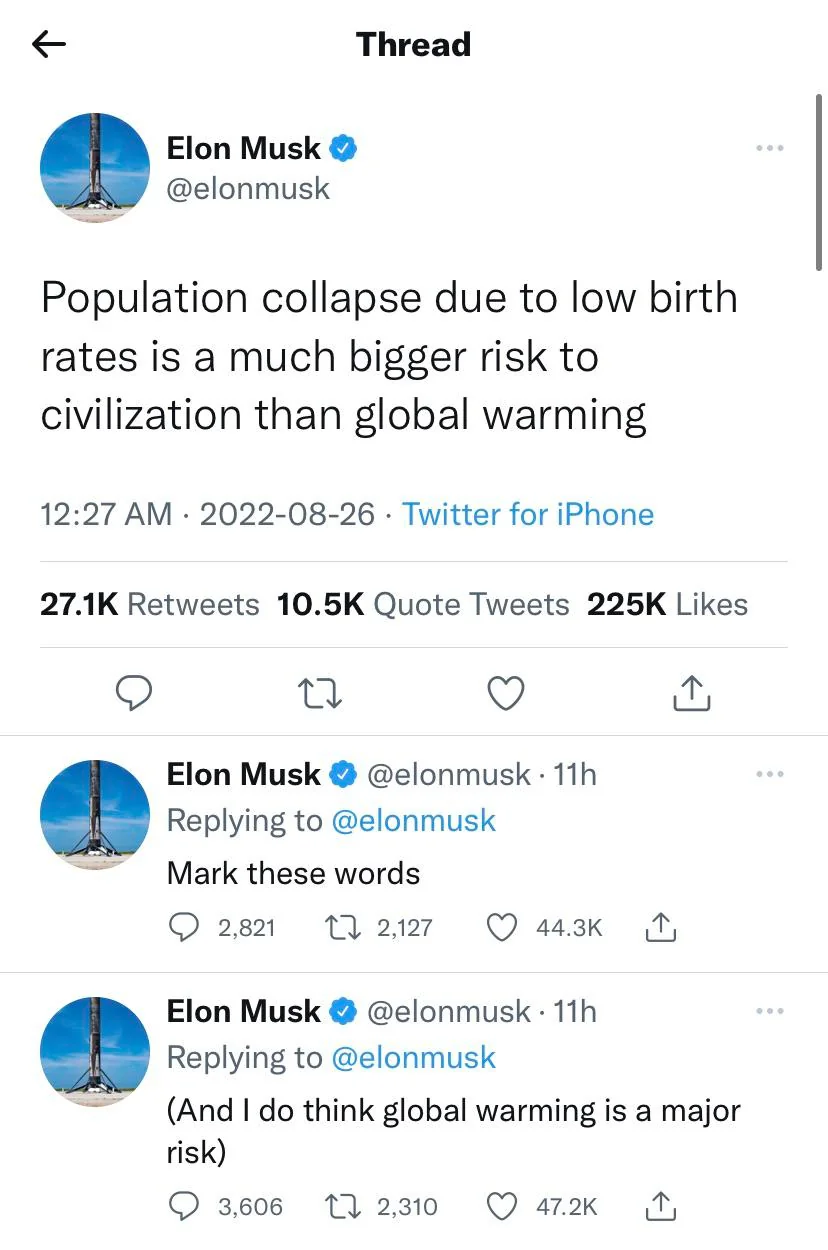 Thread
Elon Musk
@elonmusk
Population collapse due to low birth
rates is a much bigger risk to
civilization than global warming
12:27 AM · 2022-08-26 · Twitter for iPhone
27.1K Retweets 10.5K Quote Tweets 225K Likes
Elon Musk @elonmusk · 11h
Replying to @elonmusk
Mark these words
2,821 2,127 44.3K
Elon Musk @elonmusk · 11h
Replying to @elonmusk
(And I do think global warming is a major
risk)
3,606 2,310 47.2K